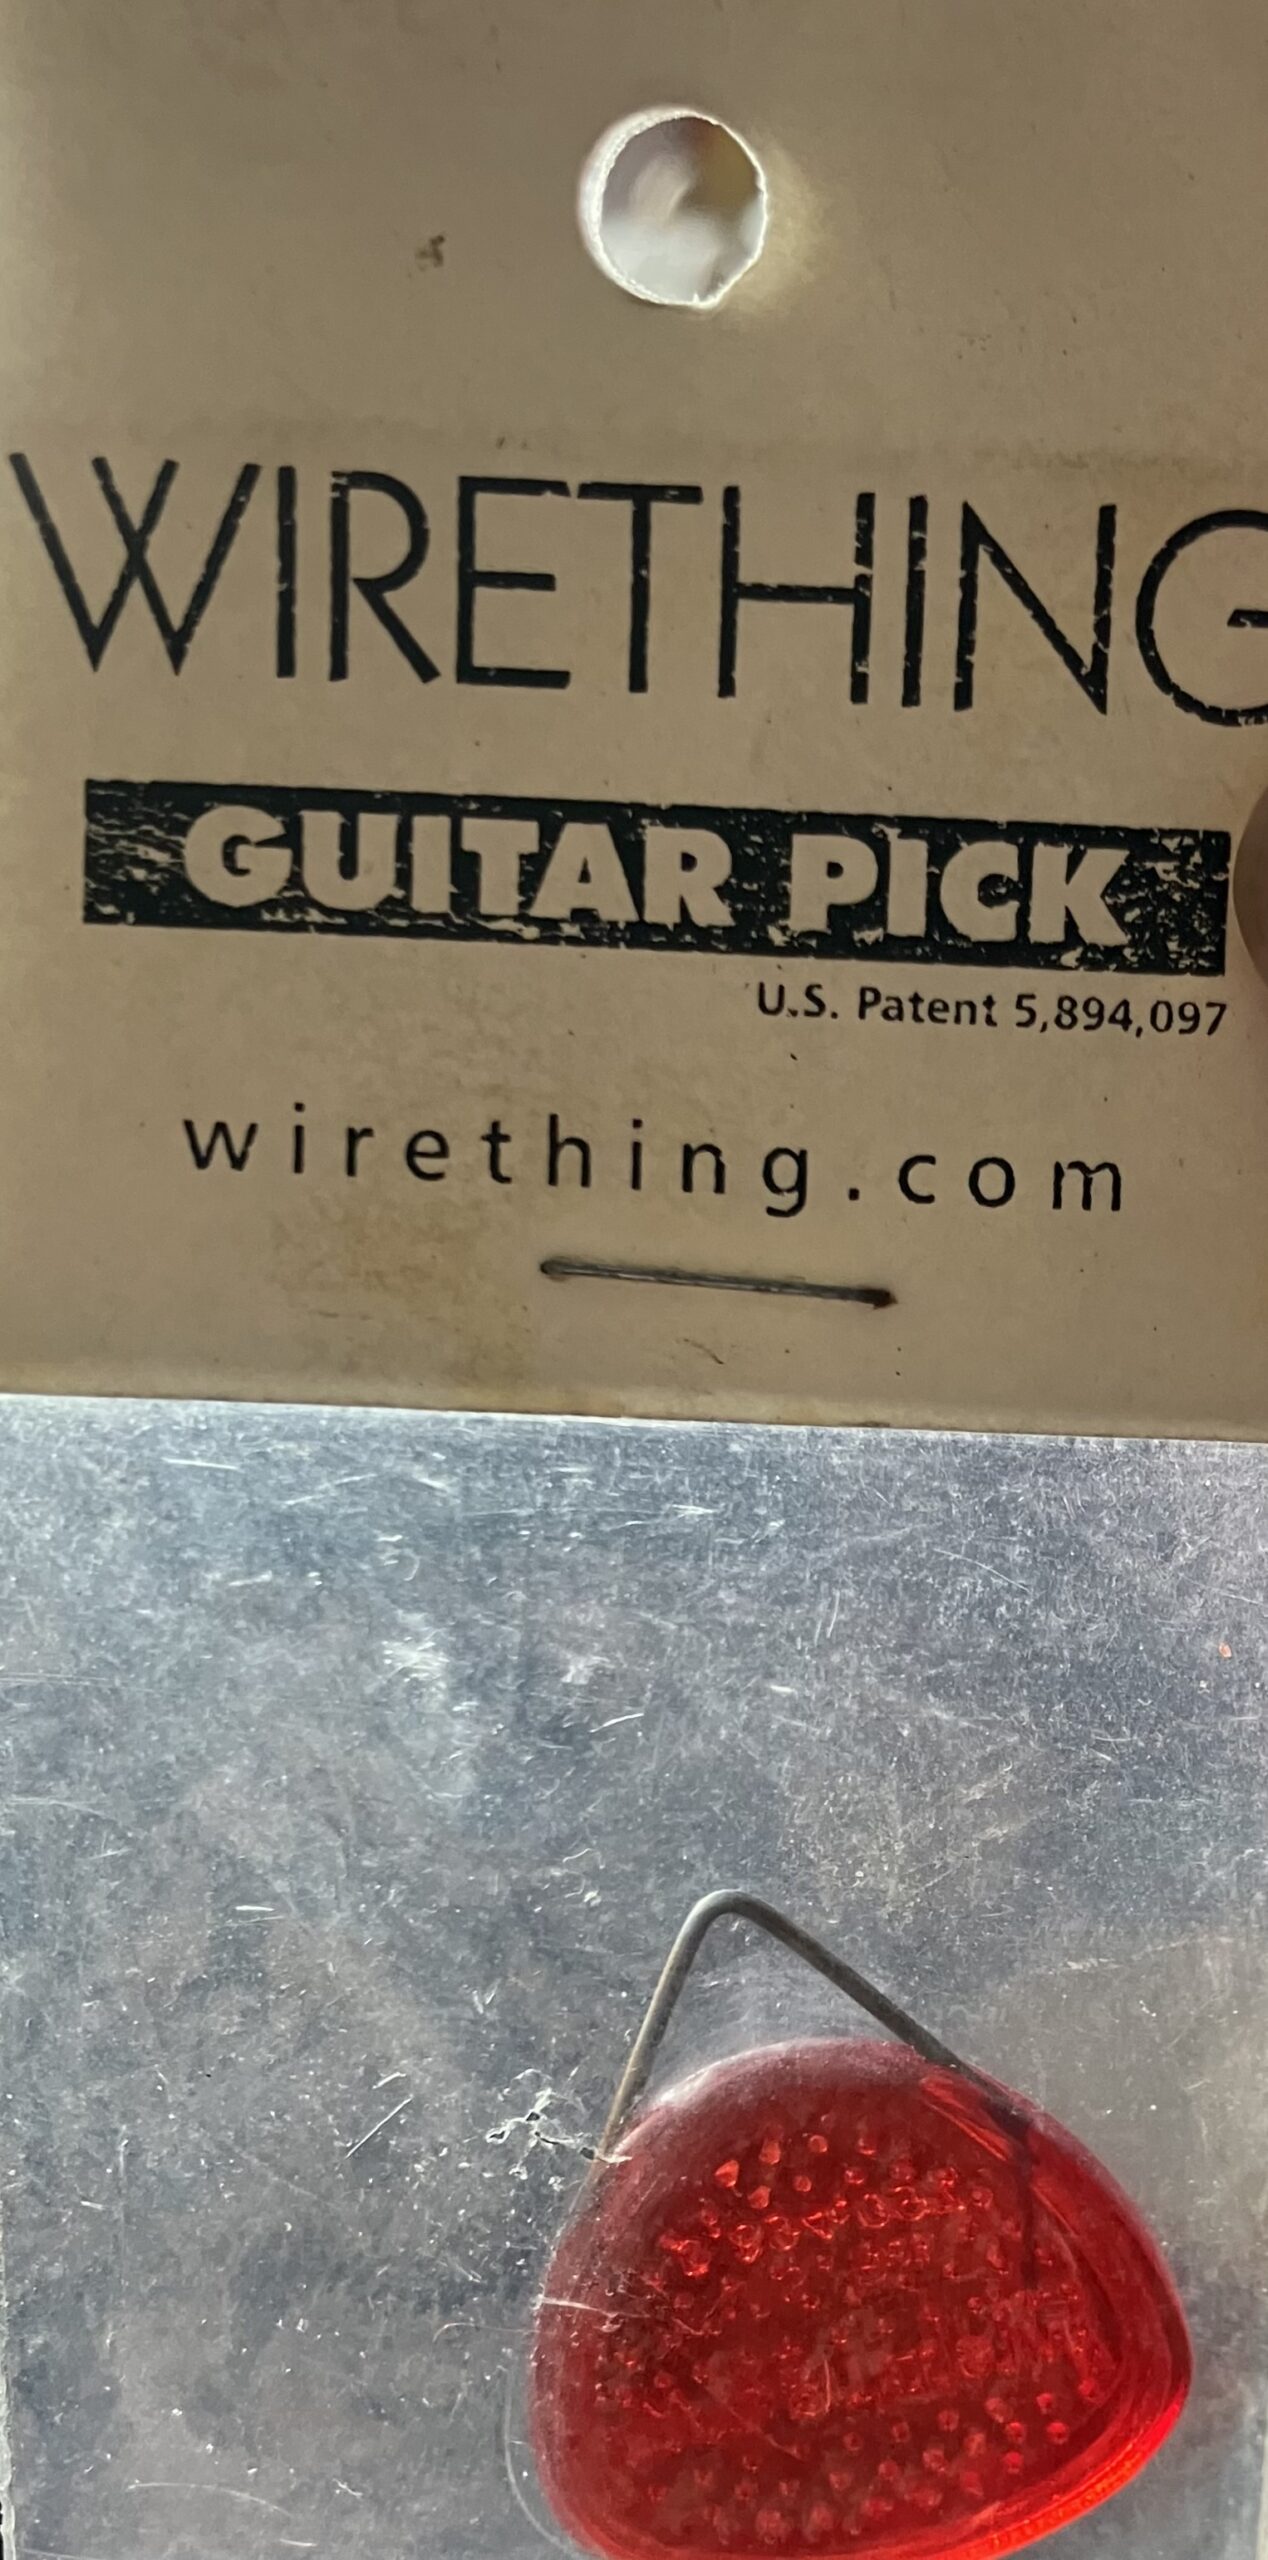 WIRETHING
GUITAR PICK
U.S. Patent 5,894,097
wirething.com